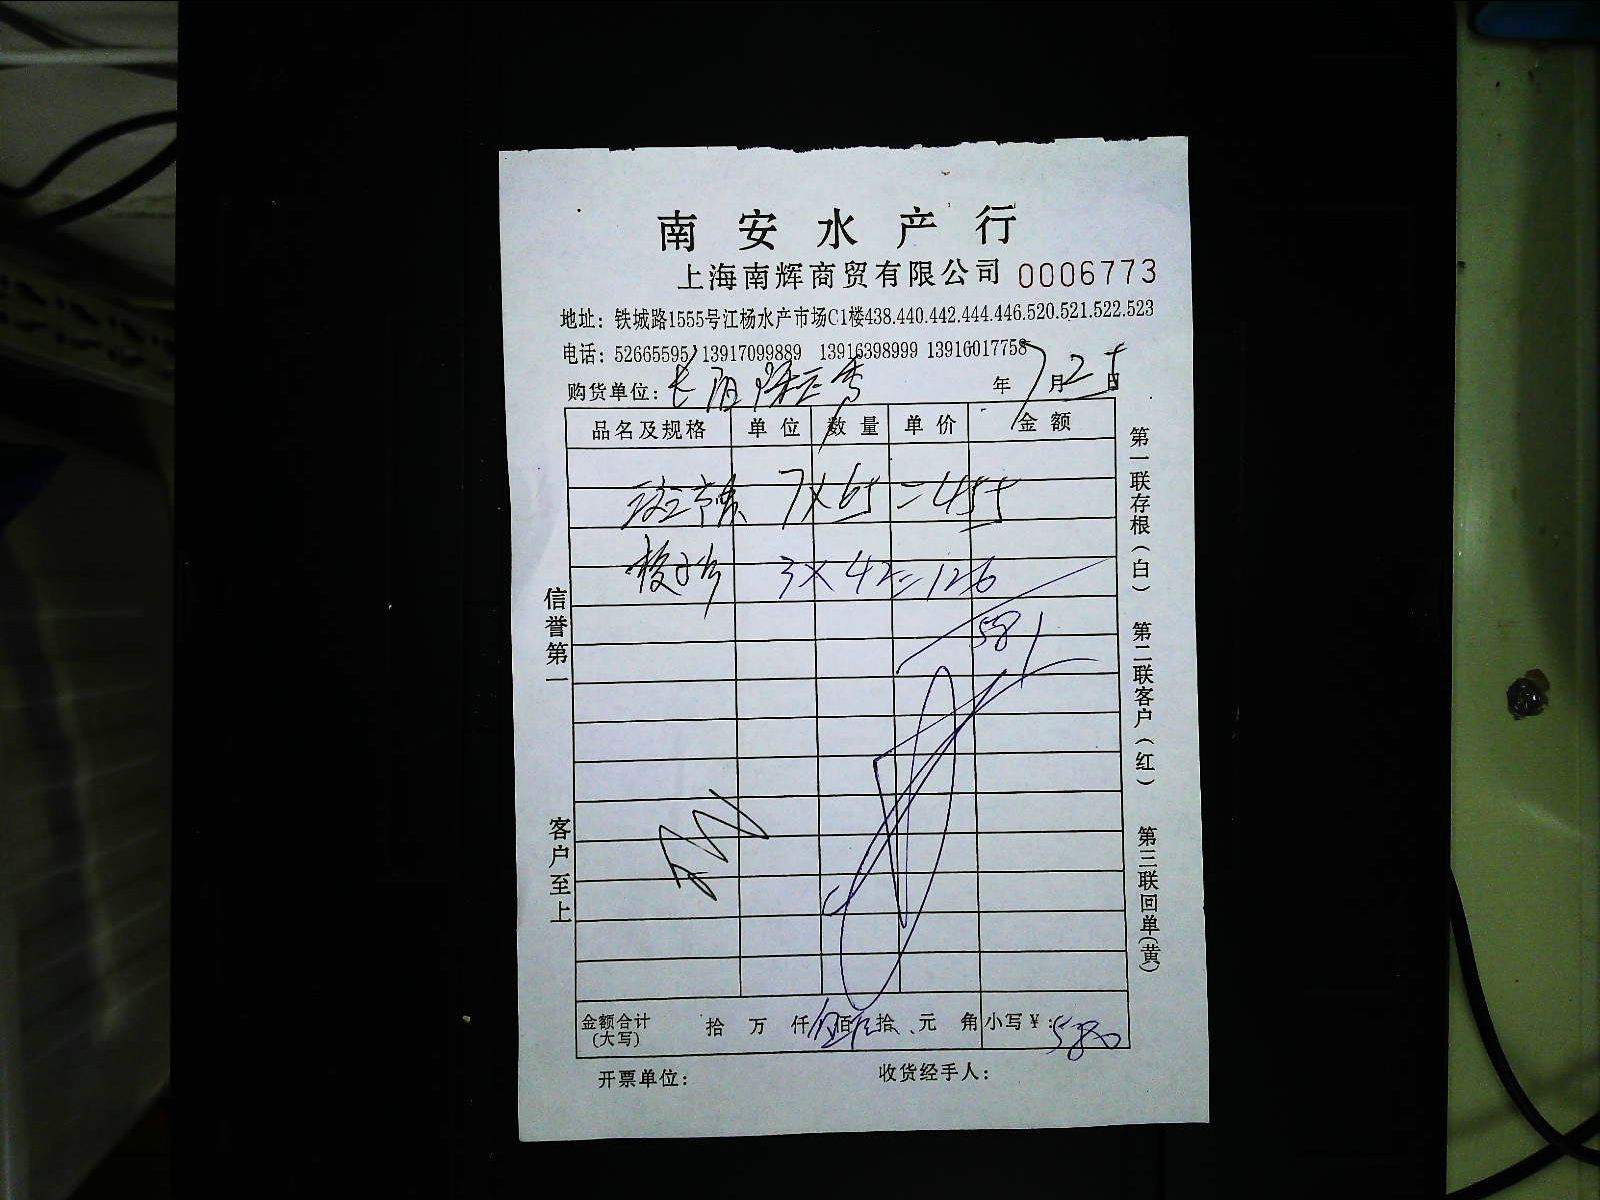 南安水产行
上海南辉商贸有限公司 0006773
地址：铁城路1555号江杨水产市场C1楼438.440.442.444.446.520.521.522.523
电话：52665595 13917099889 13916398999 13916017758
购货单位： 年 7月25日
品名及规格 单位 数量 单价 金额
斑节 7×65=455
3×42=126
581
信誉第一
客户至上
第一联存根（白） 第二联客户（红） 第三联回单（黄）
金额合计（大写） 拾 万 仟 伍佰 拾 元 角 小写¥：580
开票单位： 收货经手人：